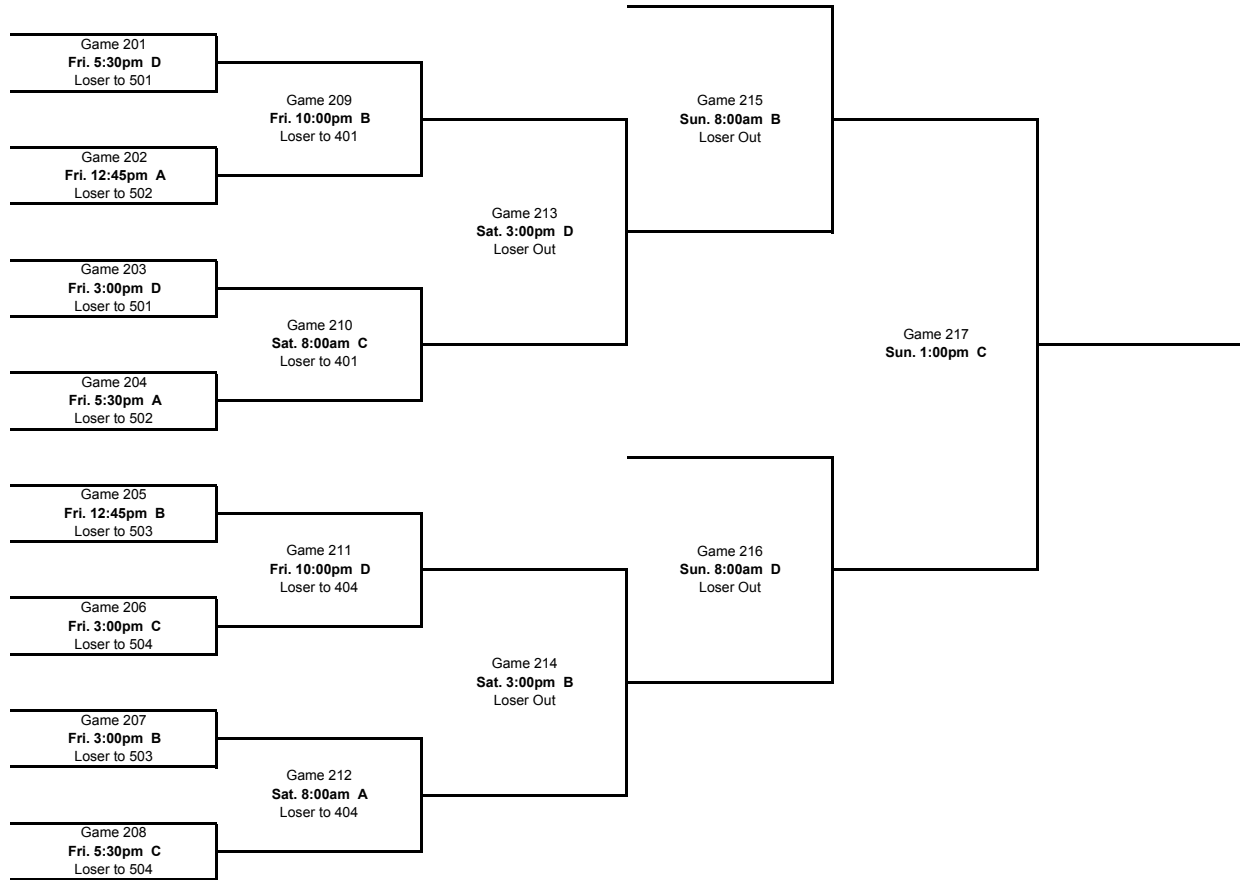 Game 201
Fri. 5:30pm D
Loser to 501
Game 209
Fri. 10:00pm B
Loser to 401
Game 202
Fri. 12:45pm A
Loser to 502
Game 213
Sat. 3:00pm D
Loser Out
Game 203
Fri. 3:00pm D
Loser to 501
Game 210
Sat. 8:00am C
Loser to 401
Game 204
Fri. 5:30pm A
Loser to 502
Game 215
Sun. 8:00am B
Loser Out
Game 217
Sun. 1:00pm C
Game 205
Fri. 12:45pm B
Loser to 503
Game 211
Fri. 10:00pm D
Loser to 404
Game 206
Fri. 3:00pm C
Loser to 504
Game 214
Sat. 3:00pm B
Loser Out
Game 207
Fri. 3:00pm B
Loser to 503
Game 212
Sat. 8:00am A
Loser to 404
Game 208
Fri. 5:30pm C
Loser to 504
Game 216
Sun. 8:00am D
Loser Out